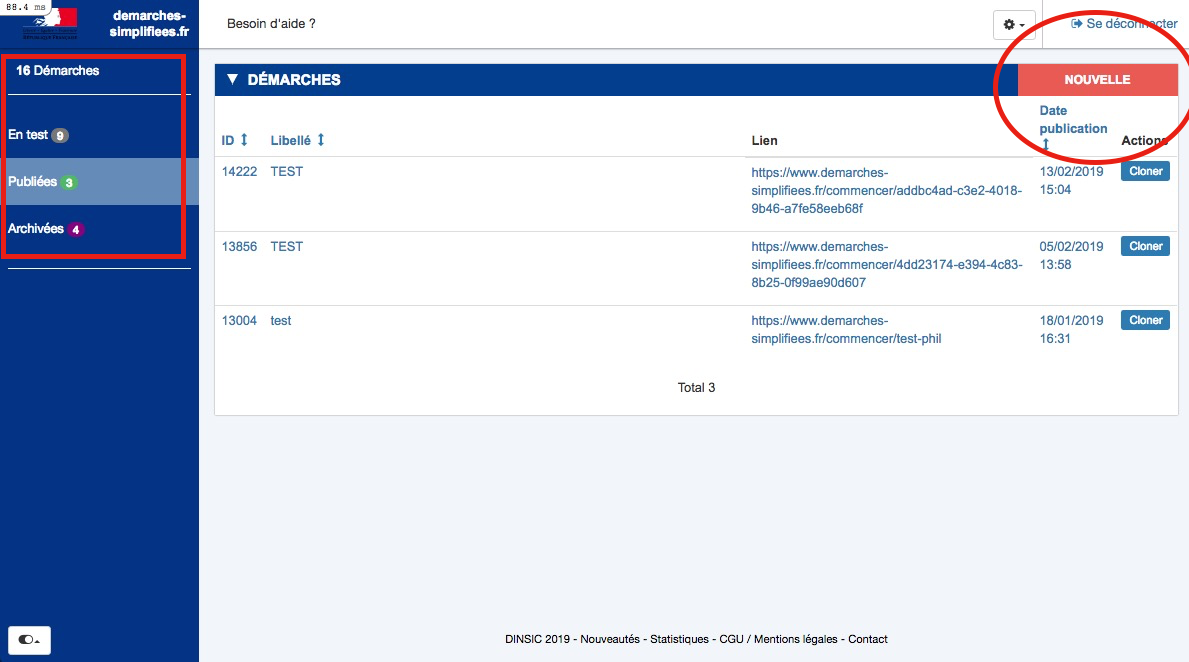 88.4 ms
demarches-
simplifiees.fr
Besoin d'aide ?
Se déconnecter
16 Démarches
En test 9
Publiées 3
Archivées 4
▼ DÉMARCHES
NOUVELLE
ID
Libellé
Lien
Date
publication
Actions
14222
TEST
https://www.demarches-
simplifiees.fr/commencer/addbc4ad-c3e2-4018-
9b46-a7fe58eeb68f
13/02/2019
15:04
Cloner
13856
TEST
https://www.demarches-
simplifiees.fr/commencer/4dd23174-e394-4c83-
8b25-0f99ae90d607
05/02/2019
13:58
Cloner
13004
test
https://www.demarches-
simplifiees.fr/commencer/test-phil
18/01/2019
16:31
Cloner
Total 3
DINSIC 2019 - Nouveautés - Statistiques - CGU / Mentions légales - Contact